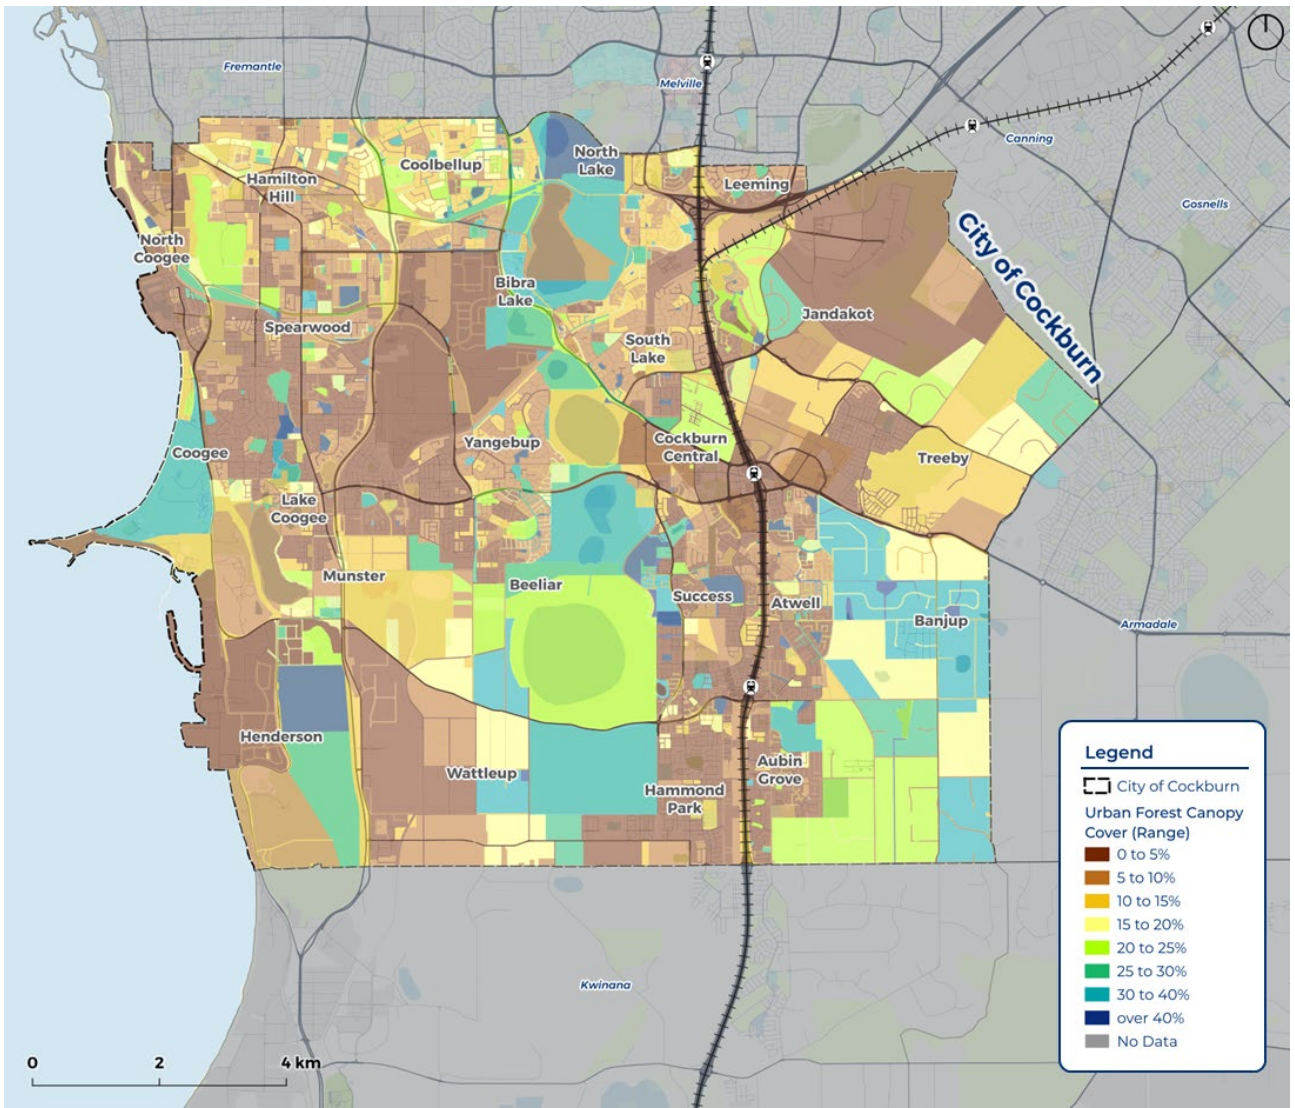 Fremantle
Melville
Canning
Gosnells
North
Lake
Coolbellup
Hamilton
Hill
Leeming
City of Cockburn
North
Coogee
Bibra
Lake
Jandakot
Spearwood
South
Lake
Yangebup
Cockburn
Central
Coogee
Treeby
Lake
Coogee
Munster
Beeliar
Success
Atwell
Banjup
Armadale
Henderson
Wattleup
Aubin
Grove
Hammond
Park
Kwinana
Legend
City of Cockburn
Urban Forest Canopy
Cover (Range)
0 to 5%
5 to 10%
10 to 15%
15 to 20%
20 to 25%
25 to 30%
30 to 40%
over 40%
No Data
0 2 4 km